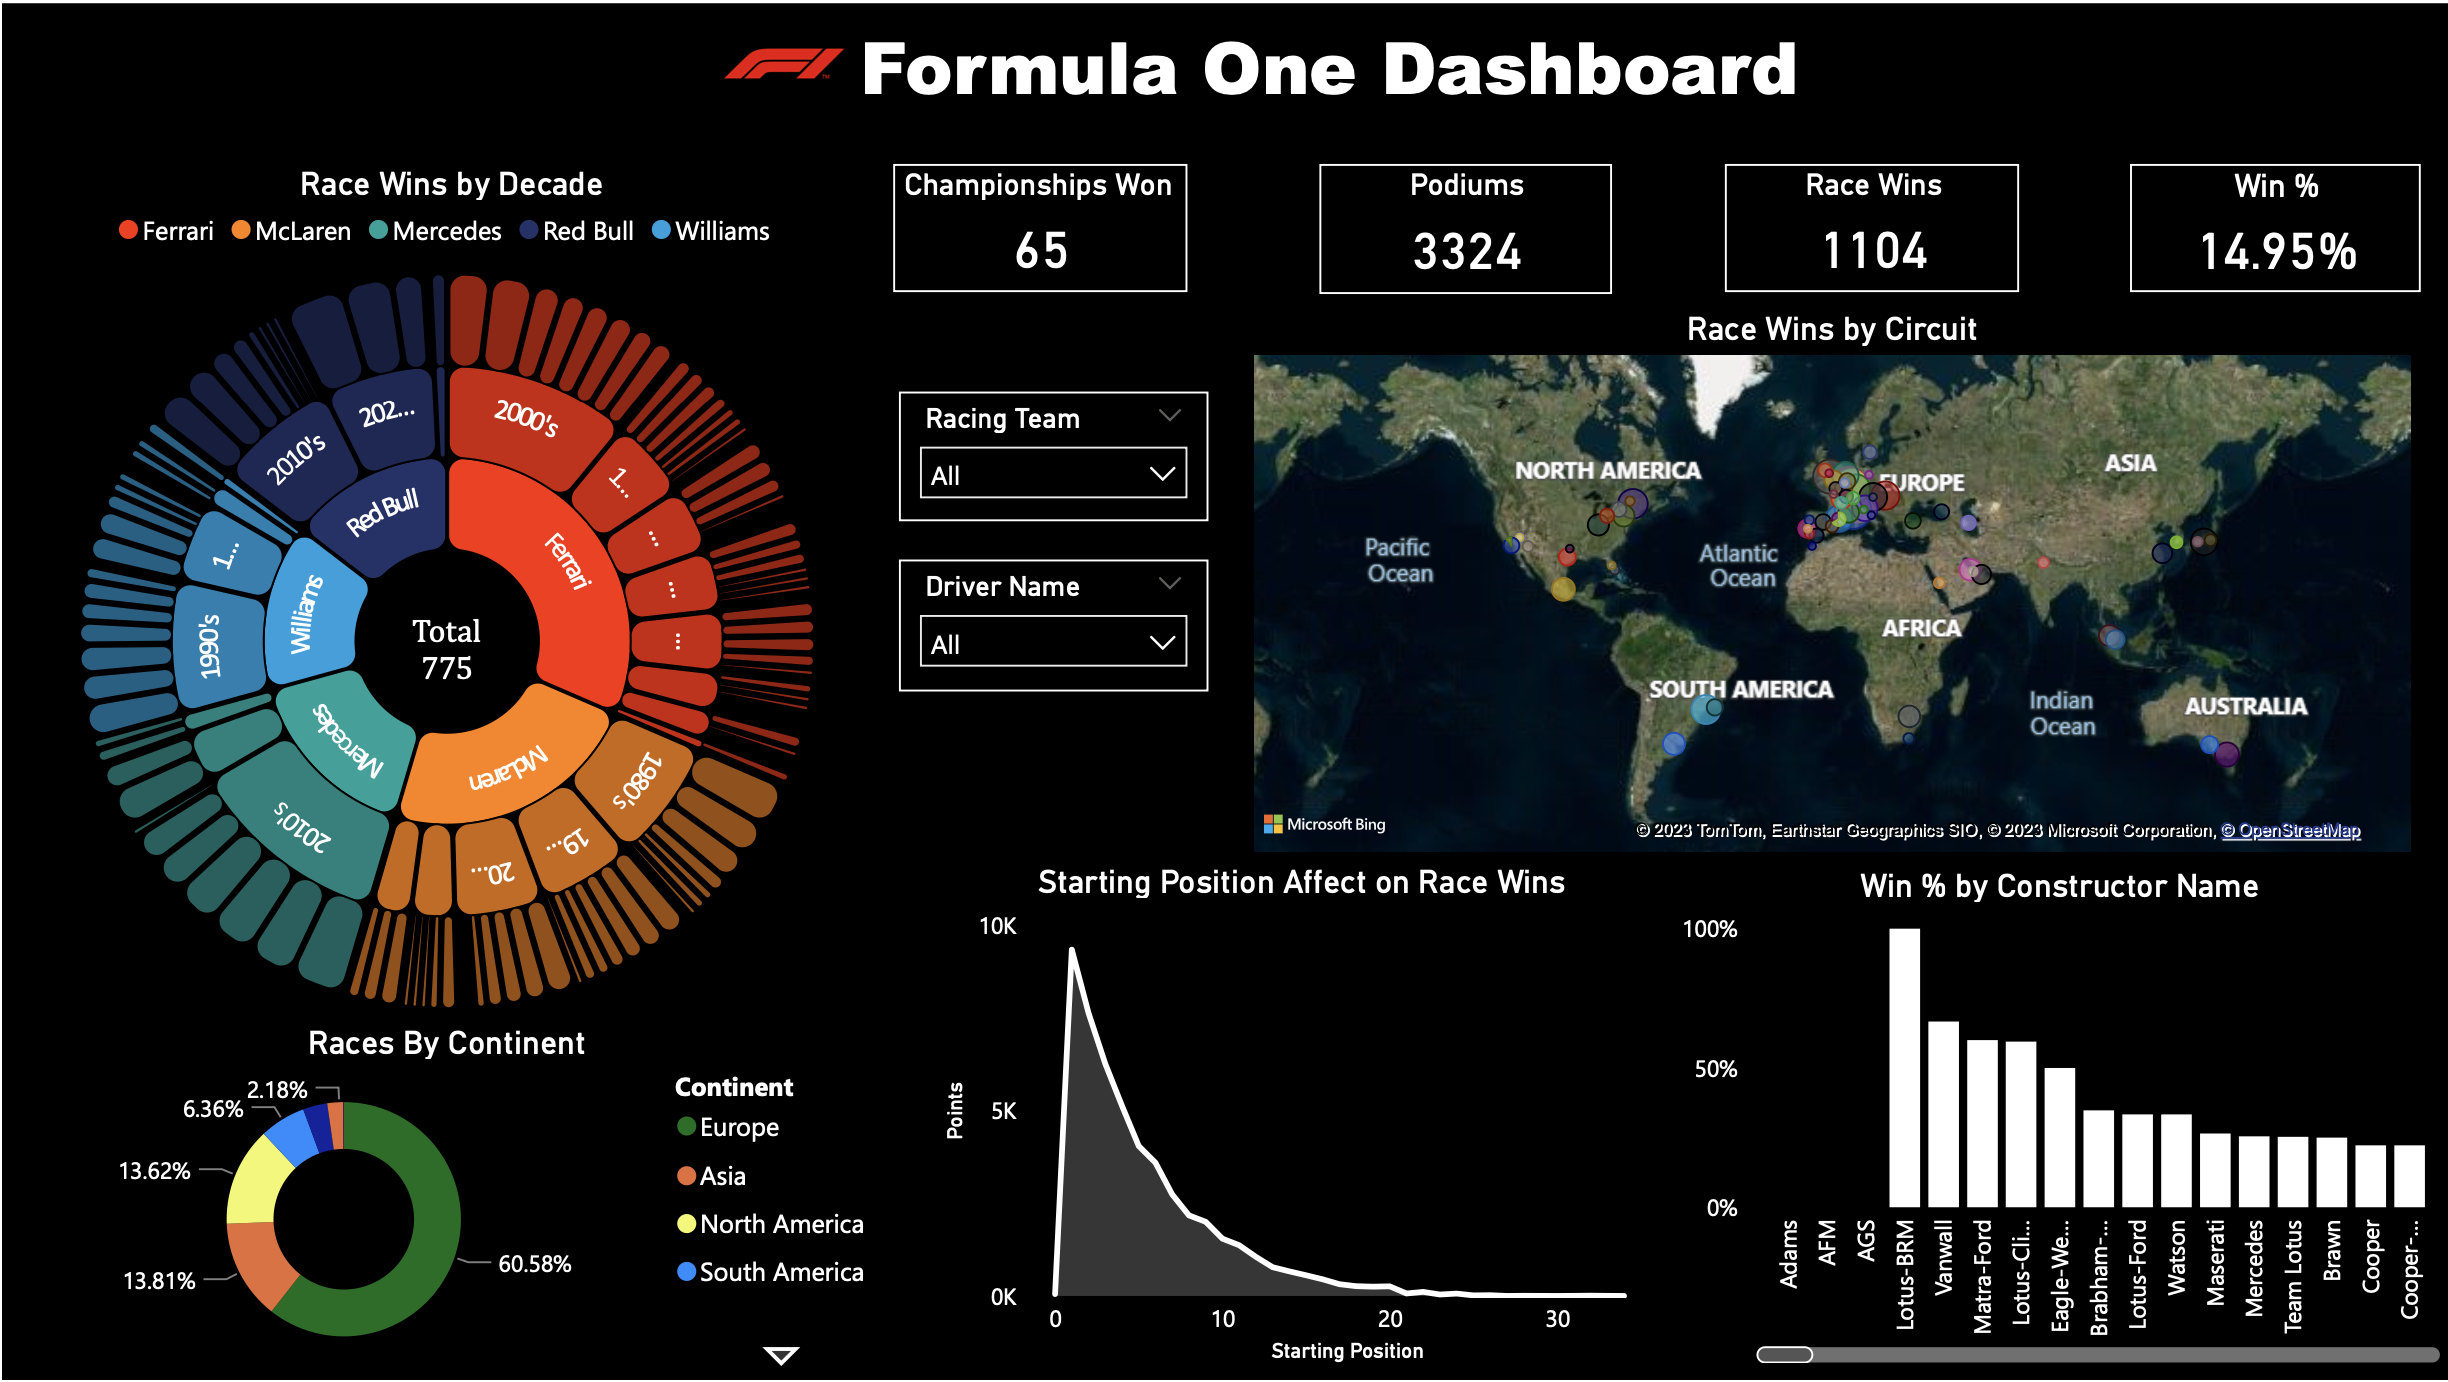 Formula One Dashboard
Race Wins by Decade
Ferrari McLaren Mercedes Red Bull Williams
2000's
1...
...
...
...
Ferrari
1980's
19...
20...
McLaren
2010's
Mercedes
1990's
1...
Williams
2010's
202...
Red Bull
Total
775
Championships Won
65
Podiums
3324
Race Wins
1104
Win %
14.95%
Racing Team
All
Driver Name
All
Race Wins by Circuit
NORTH AMERICA
EUROPE
ASIA
Pacific
Ocean
Atlantic
Ocean
AFRICA
SOUTH AMERICA
Indian
Ocean
AUSTRALIA
Microsoft Bing
© 2023 TomTom, Earthstar Geographics SIO, © 2023 Microsoft Corporation, © OpenStreetMap
Races By Continent
2.18%
6.36%
13.62%
13.81%
60.58%
Continent
Europe
Asia
North America
South America
Starting Position Affect on Race Wins
10K
5K
0K
Points
0 10 20 30
Starting Position
Win % by Constructor Name
100%
50%
0%
Adams
AFM
AGS
Lotus-BRM
Vanwall
Matra-Ford
Lotus-Cli...
Eagle-We...
Brabham-...
Lotus-Ford
Watson
Maserati
Mercedes
Team Lotus
Brawn
Cooper
Cooper-...